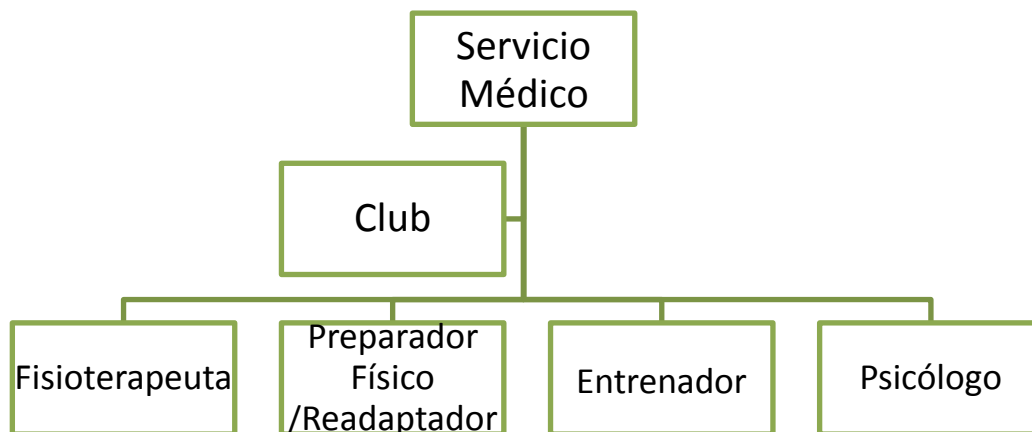 Servicio
Médico
Club
Fisioterapeuta
Preparador
Físico
/Readaptador
Entrenador
Psicólogo